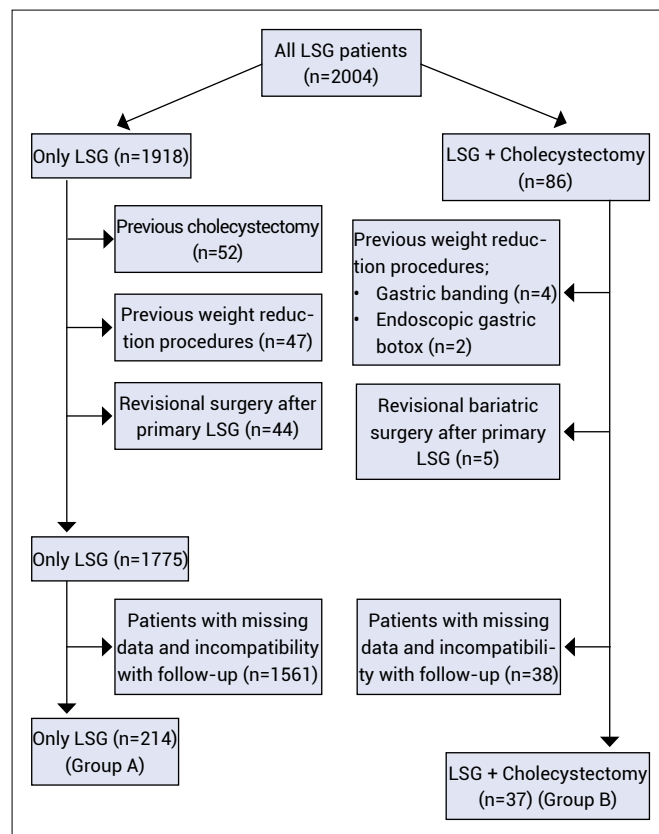 All LSG patients
(n=2004)
Only LSG (n=1918)
LSG + Cholecystectomy
(n=86)
Previous cholecystectomy
(n=52)
Previous weight reduc-
tion procedures;
• Gastric banding (n=4)
• Endoscopic gastric
botox (n=2)
Previous weight reduc-
tion procedures (n=47)
Revisional surgery after
primary LSG (n=44)
Revisional bariatric
surgery after primary
LSG (n=5)
Only LSG (n=1775)
Patients with missing
data and incompatibility
with follow-up (n=1561)
Patients with missing
data and incompatibili-
ty with follow-up (n=38)
Only LSG (n=214)
(Group A)
LSG + Cholecystectomy
(n=37) (Group B)